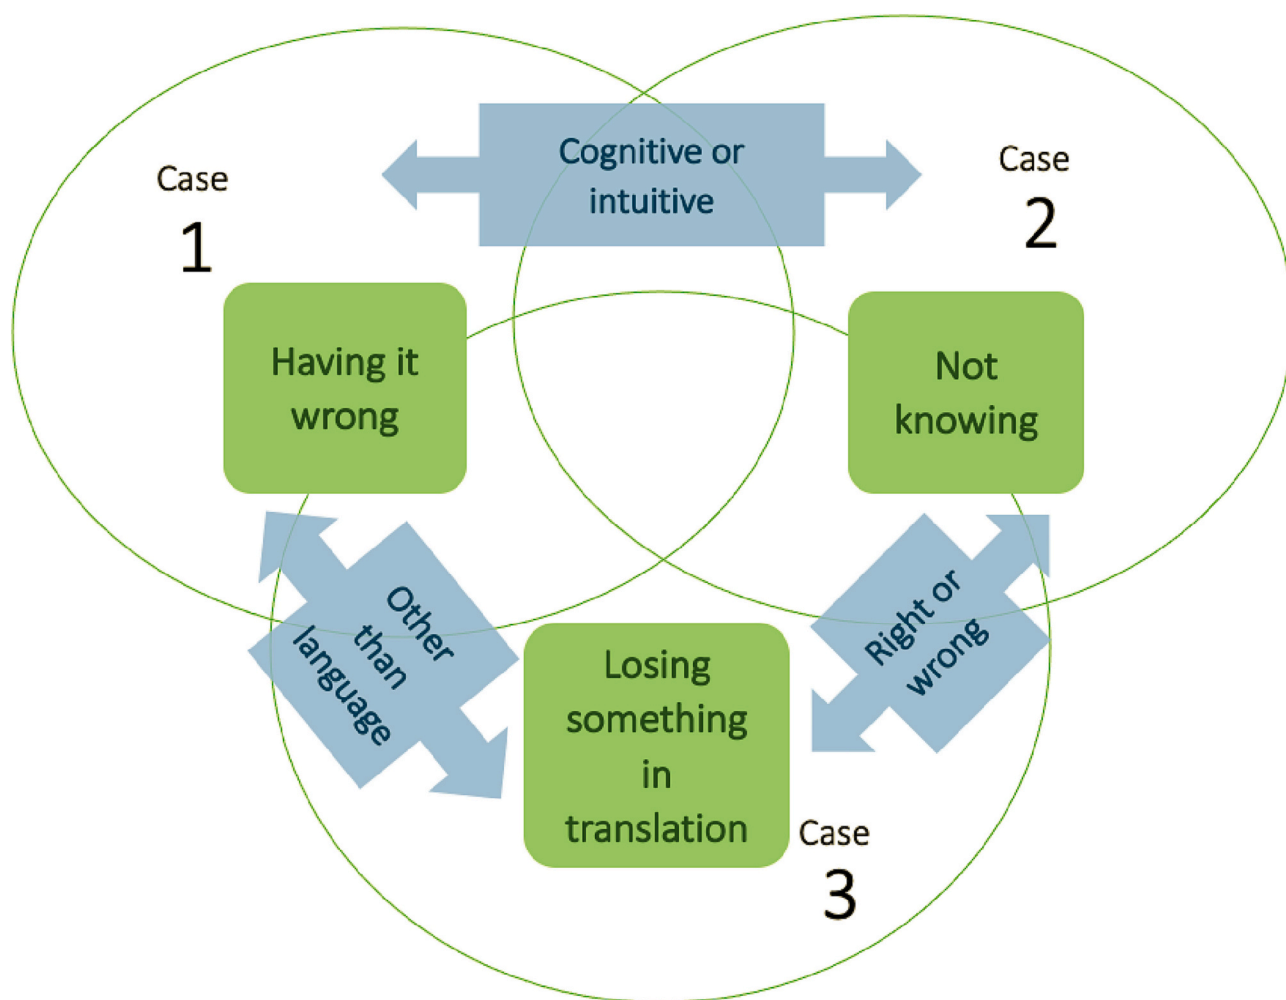 Case
1
Cognitive or
intuitive
Case
2
Having it
wrong
Not
knowing
Other
than
language
Right or
wrong
Losing
something
in
translation
Case
3